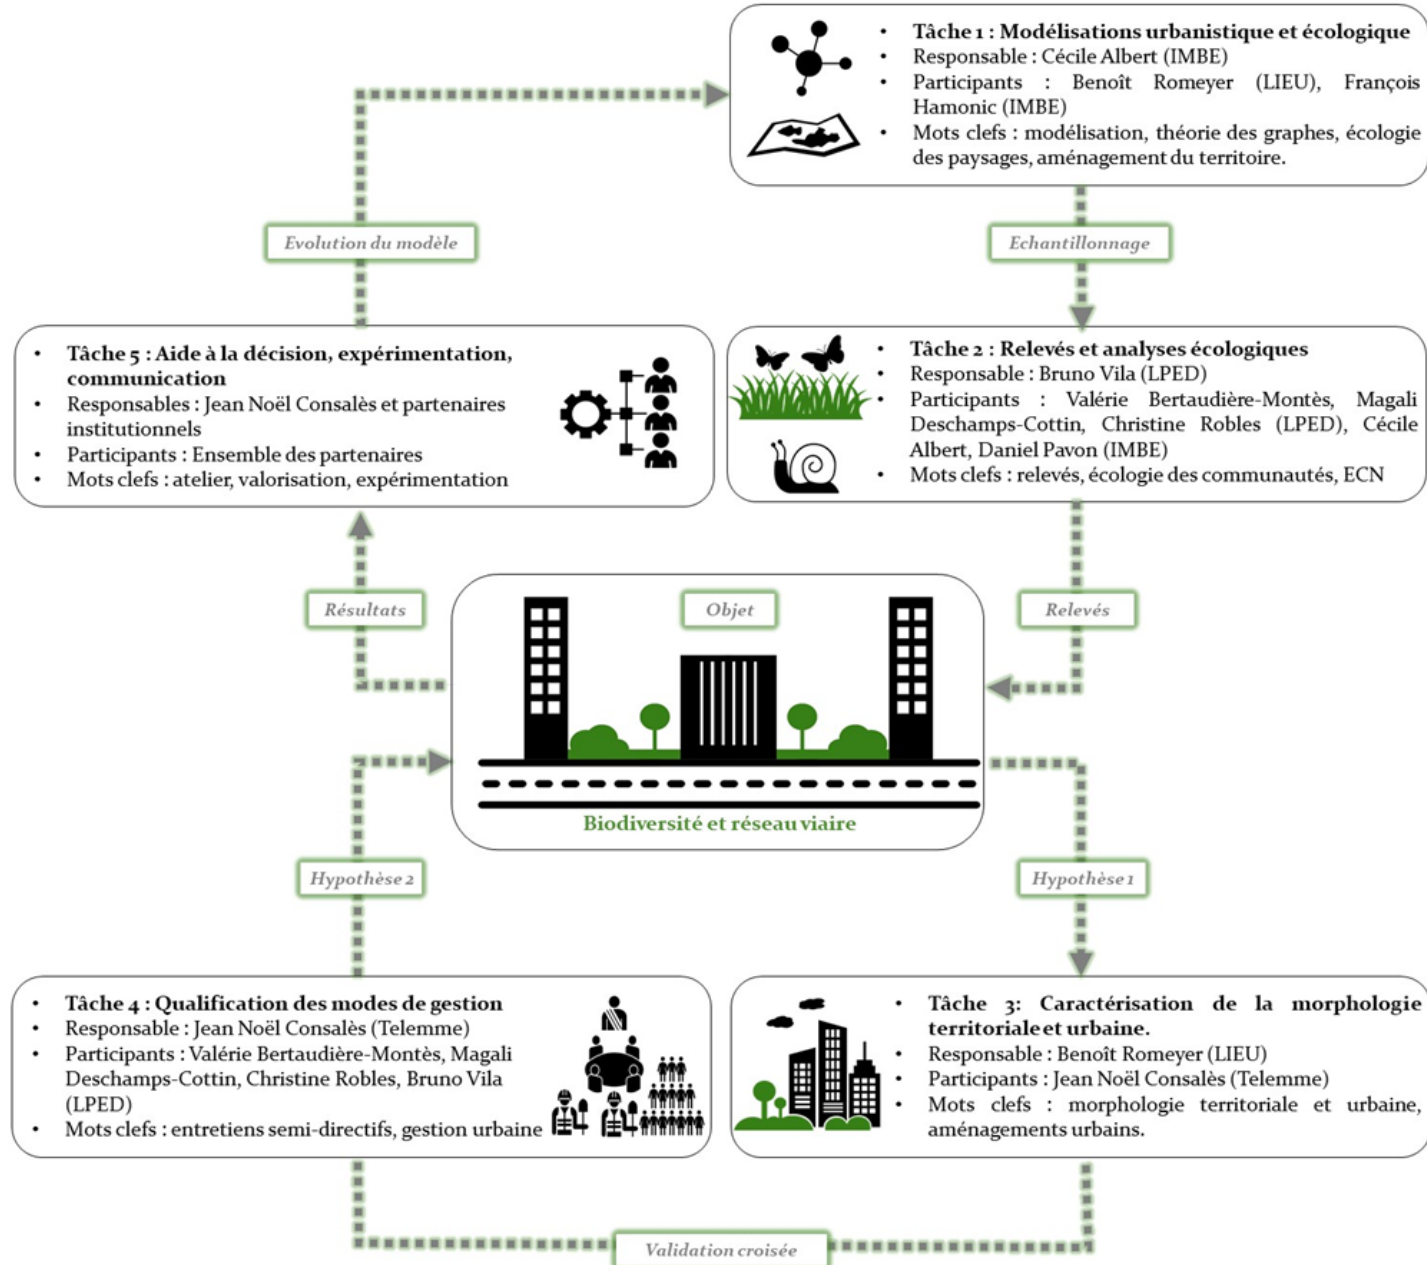 • Tâche 1 : Modélisations urbanistique et écologique
• Responsable : Cécile Albert (IMBE)
• Participants : Benoît Romeyer (LIEU), François
Hamonic (IMBE)
• Mots clefs : modélisation, théorie des graphes, écologie
des paysages, aménagement du territoire.
Evolution du modèle
Echantillonnage
• Tâche 5 : Aide à la décision, expérimentation,
communication
• Responsables : Jean Noël Consalès et partenaires
institutionnels
• Participants : Ensemble des partenaires
• Mots clefs : atelier, valorisation, expérimentation
• Tâche 2 : Relevés et analyses écologiques
• Responsable : Bruno Vila (LPED)
• Participants : Valérie Bertaudière-Montès, Magali
Deschamps-Cottin, Christine Robles (LPED), Cécile
Albert, Daniel Pavon (IMBE)
• Mots clefs : relevés, écologie des communautés, ECN
Résultats
Objet
Relevés
Biodiversité et réseau viaire
Hypothèse 2
Hypothèse 1
• Tâche 4 : Qualification des modes de gestion
• Responsable : Jean Noël Consalès (Telemme)
• Participants : Valérie Bertaudière-Montès, Magali
Deschamps-Cottin, Christine Robles, Bruno Vila
(LPED)
• Mots clefs : entretiens semi-directifs, gestion urbaine
• Tâche 3: Caractérisation de la morphologie
territoriale et urbaine.
• Responsable : Benoît Romeyer (LIEU)
• Participants : Jean Noël Consalès (Telemme)
• Mots clefs : morphologie territoriale et urbaine,
aménagements urbains.
Validation croisée